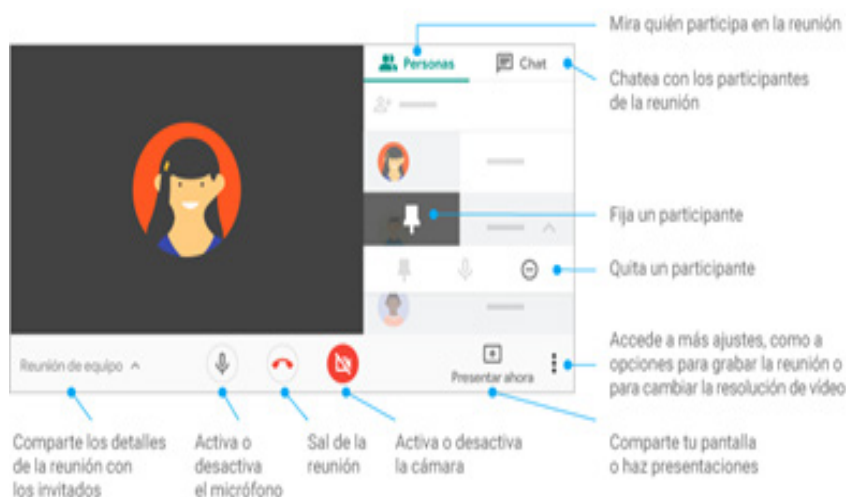 Mira quién participa en la reunión
Personas
Chat
Chatea con los participantes
de la reunión
Fija un participante
Quita un participante
Accede a más ajustes, como a
opciones para grabar la reunión o
para cambiar la resolución de vídeo
Reunión de equipo
Presentar ahora
Comparte los detalles
de la reunión con
los invitados
Activa o
desactiva
el micrófono
Sal de la
reunión
Activa o desactiva
la cámara
Comparte tu pantalla
o haz presentaciones